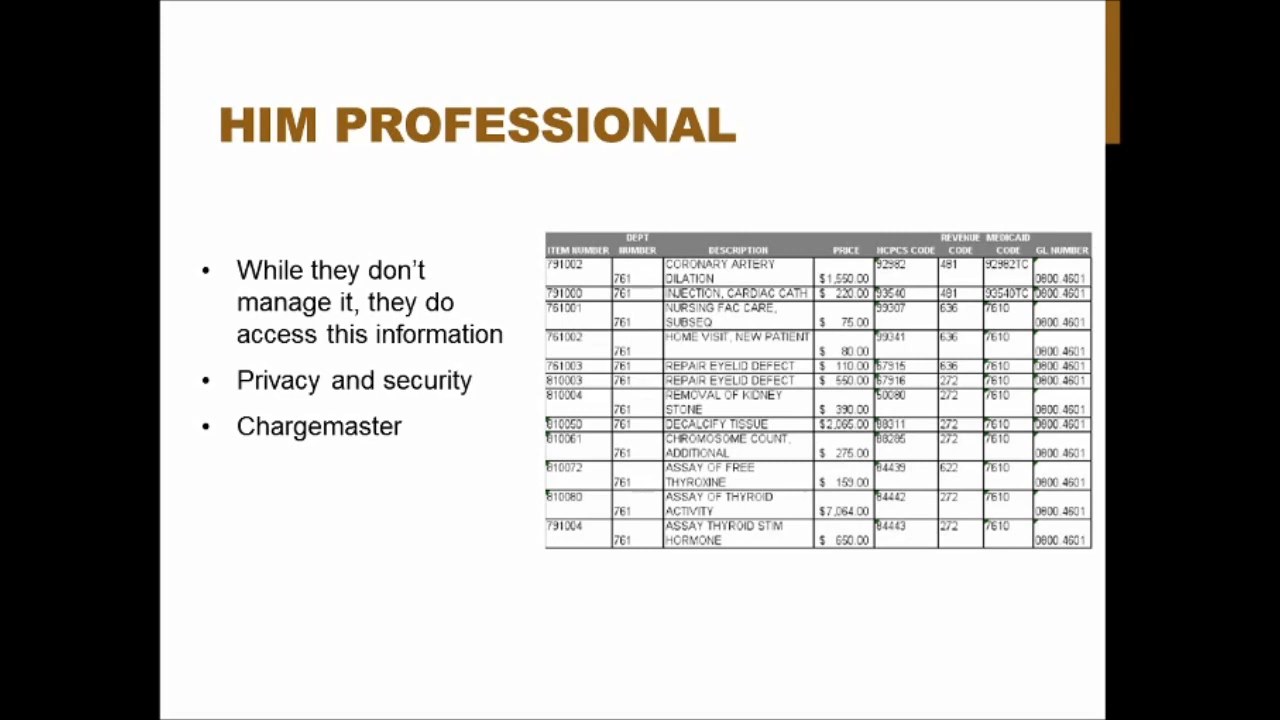 HIM PROFESSIONAL
• While they don't
manage it, they do
access this information
• Privacy and security
• Chargemaster
DEPT REVENUE MEDICAID
ITEM NUMBER NUMBER DESCRIPTION PRICE HCPCS CODE CODE CODE GL NUMBER
791002 CORONARY ARTERY 92982 481 92982TC
761 DILATION $1,550.00 0800.4601
791000 761 INJECTION, CARDIAC CATH $ 220.00 93540 481 93540TC 0800.4601
761001 NURSING FAC CARE, 99307 636 7610
761 SUBSEQ $ 75.00 0800.4601
761002 HOME VISIT, NEW PATIENT 99341 636 7610
761 $ 80.00 0800.4601
761003 761 REPAIR EYELID DEFECT $ 110.00 67915 636 7610 0800.4601
810003 761 REPAIR EYELID DEFECT $ 550.00 67916 272 7610 0800.4601
810004 REMOVAL OF KIDNEY 50080 272 7610
761 STONE $ 390.00 0800.4601
810050 761 DECALCIFY TISSUE $2,065.00 88311 272 7610 0800.4601
810061 CHROMOSOME COUNT, 88285 272 7610
761 ADDITIONAL $ 275.00 0800.4601
810072 ASSAY OF FREE 84439 622 7610
761 THYROXINE $ 159.00 0800.4601
810080 ASSAY OF THYROID 84442 272 7610
761 ACTIVITY $7,064.00 0800.4601
791004 ASSAY THYROID STIM 84443 272 7610
761 HORMONE $ 650.00 0800.4601